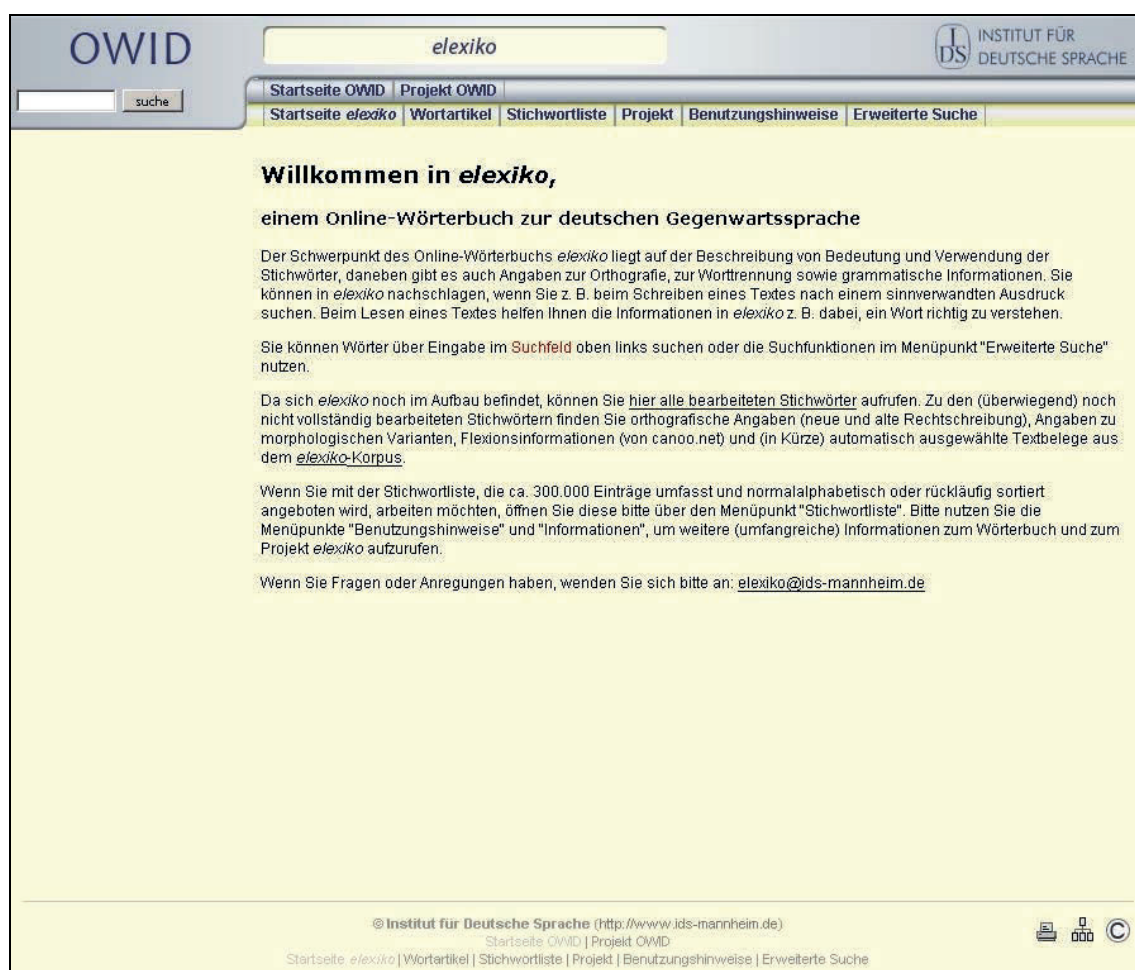 OWID
elexiko
IDS
INSTITUT FÜR
DEUTSCHE SPRACHE
suche
Startseite OWID | Projekt OWID
Startseite elexiko | Wortartikel | Stichwortliste | Projekt | Benutzungshinweise | Erweiterte Suche
Willkommen in elexiko,
einem Online-Wörterbuch zur deutschen Gegenwartssprache
Der Schwerpunkt des Online-Wörterbuchs elexiko liegt auf der Beschreibung von Bedeutung und Verwendung der
Stichwörter, daneben gibt es auch Angaben zur Orthografie, zur Worttrennung sowie grammatische Informationen. Sie
können in elexiko nachschlagen, wenn Sie z. B. beim Schreiben eines Textes nach einem sinnverwandten Ausdruck
suchen. Beim Lesen eines Textes helfen Ihnen die Informationen in elexiko z. B. dabei, ein Wort richtig zu verstehen.
Sie können Wörter über Eingabe im Suchfeld oben links suchen oder die Suchfunktionen im Menüpunkt "Erweiterte Suche"
nutzen.
Da sich elexiko noch im Aufbau befindet, können Sie hier alle bearbeiteten Stichwörter aufrufen. Zu den (überwiegend) noch
nicht vollständig bearbeiteten Stichwörtern finden Sie orthografische Angaben (neue und alte Rechtschreibung), Angaben zu
morphologischen Varianten, Flexionsinformationen (von canoo.net) und (in Kürze) automatisch ausgewählte Textbelege aus
dem elexiko-Korpus.
Wenn Sie mit der Stichwortliste, die ca. 300.000 Einträge umfasst und normalalphabetisch oder rückläufig sortiert
angeboten wird, arbeiten möchten, öffnen Sie diese bitte über den Menüpunkt "Stichwortliste". Bitte nutzen Sie die
Menüpunkte "Benutzungshinweise" und "Informationen", um weitere (umfangreiche) Informationen zum Wörterbuch und zum
Projekt elexiko aufzurufen.
Wenn Sie Fragen oder Anregungen haben, wenden Sie sich bitte an: elexiko@ids-mannheim.de
© Institut für Deutsche Sprache (http://www.ids-mannheim.de)
Startseite OWID | Projekt OWID
Startseite elexiko | Wortartikel | Stichwortliste | Projekt | Benutzungshinweise | Erweiterte Suche
©